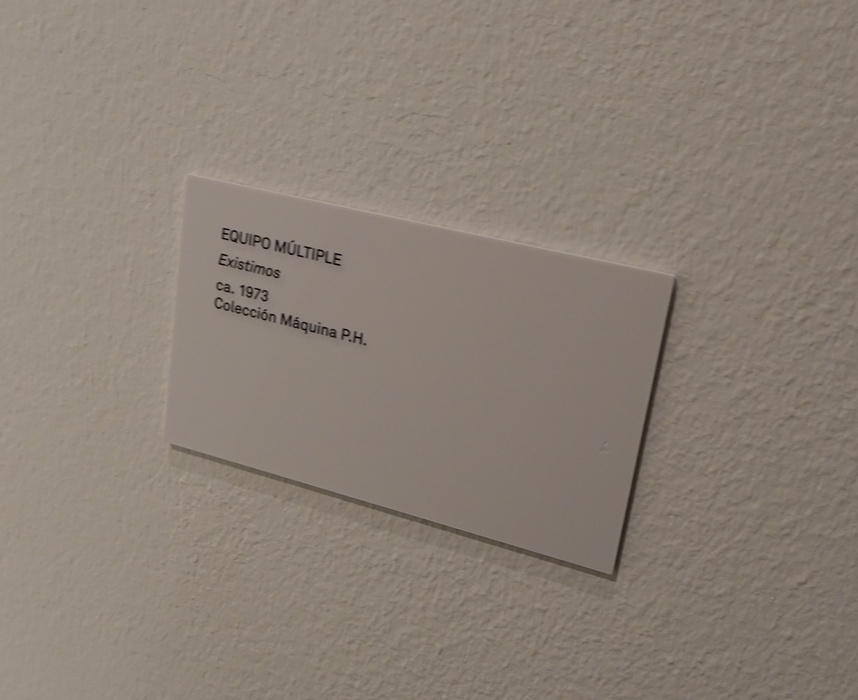 EQUIPO MÚLTIPLE
Existimos
ca. 1973
Colección Máquina P.H.